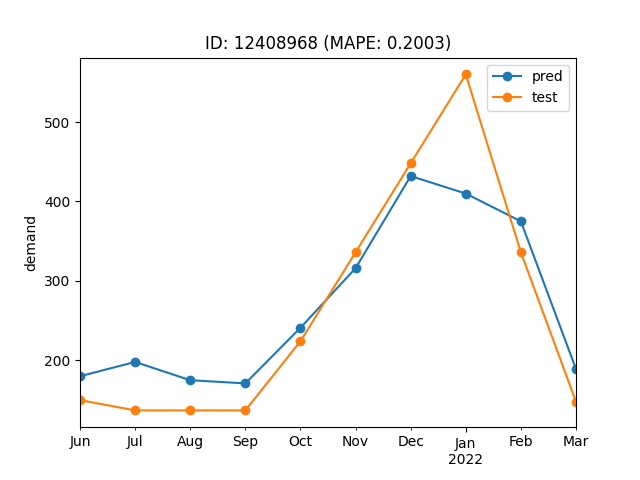 ID: 12408968 (MAPE: 0.2003)
pred
test
500
400
300
200
demand
Jun Jul Aug Sep Oct Nov Dec Jan Feb Mar
2022